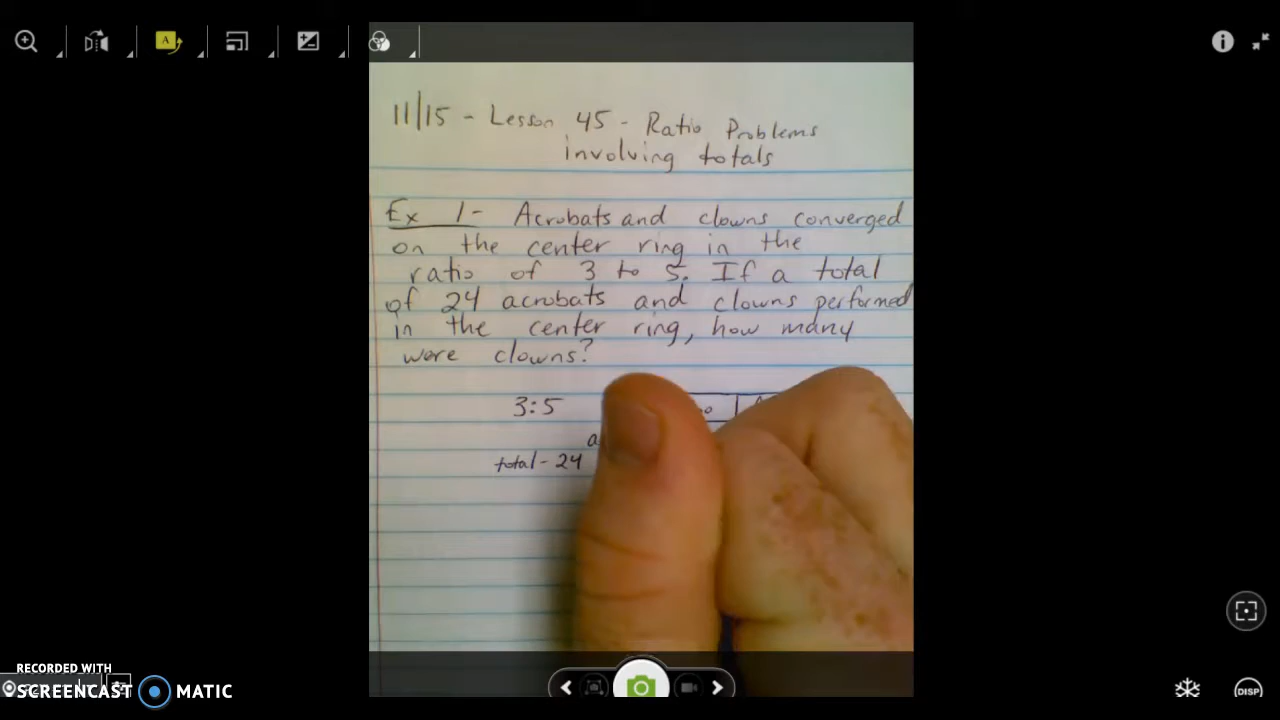 11/15 - Lesson 45 - Ratio Problems
involving totals
Ex 1- Acrobats and clowns converged
on the center ring in the
ratio of 3 to 5. If a total
of 24 acrobats and clowns performed
in the center ring, how many
were clowns?
3:5
total - 24
RECORDED WITH
SCREENCAST MATIC
DISP